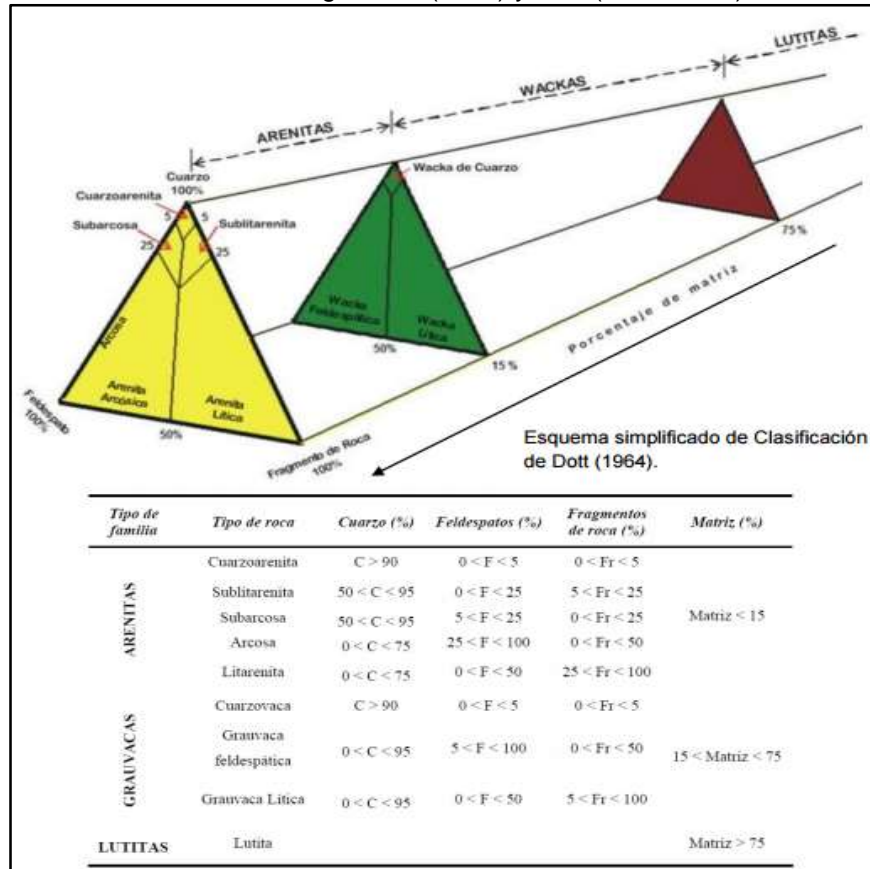 LUTITAS
WACKAS
ARENITAS
Cuarzo
100%
Wacka de Cuarzo
Cuarzoarenita
5
5
Subarcosa
Sublitarenita
25
25
75%
Arcosa
Wacka
Feldespática
Wacka
Lítica
50%
15%
Porcentaje de matriz
Arenita
Arcósica
Arenita
Lítica
Feldespato
100%
50%
Fragmento de Roca
100%
Esquema simplificado de Clasificación
de Dott (1964).
Tipo de familia Tipo de roca Cuarzo (%) Feldespatos (%) Fragmentos de roca (%) Matriz (%)
ARENITAS
Cuarzoarenita C > 90 0 < F < 5 0 < Fr < 5
Sublitarenita 50 < C < 95 0 < F < 25 5 < Fr < 25
Subarcosa 50 < C < 95 5 < F < 25 0 < Fr < 25 Matriz < 15
Arcosa 0 < C < 75 25 < F < 100 0 < Fr < 50
Litarenita 0 < C < 75 0 < F < 50 25 < Fr < 100
GRAUVACAS
Cuarzovaca C > 90 0 < F < 5 0 < Fr < 5
Grauvaca feldespática 0 < C < 95 5 < F < 100 0 < Fr < 50 15 < Matriz < 75
Grauvaca Lítica 0 < C < 95 0 < F < 50 5 < Fr < 100
LUTITAS Lutita Matriz > 75